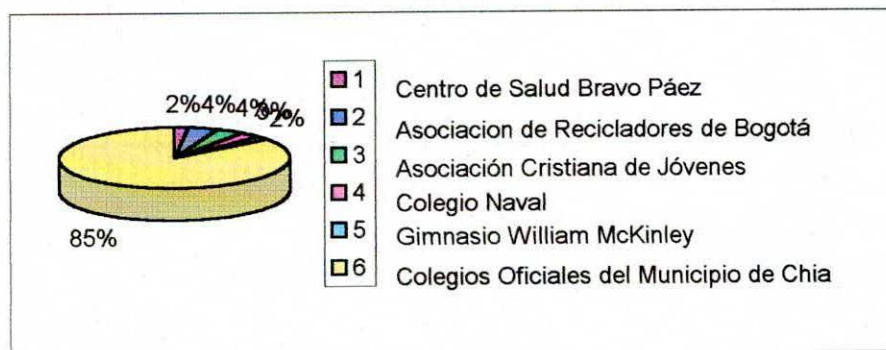 2% 4% 4% 3% 2%
85%
1 Centro de Salud Bravo Páez
2 Asociacion de Recicladores de Bogotá
3 Asociación Cristiana de Jóvenes
4 Colegio Naval
5 Gimnasio William McKinley
6 Colegios Oficiales del Municipio de Chia